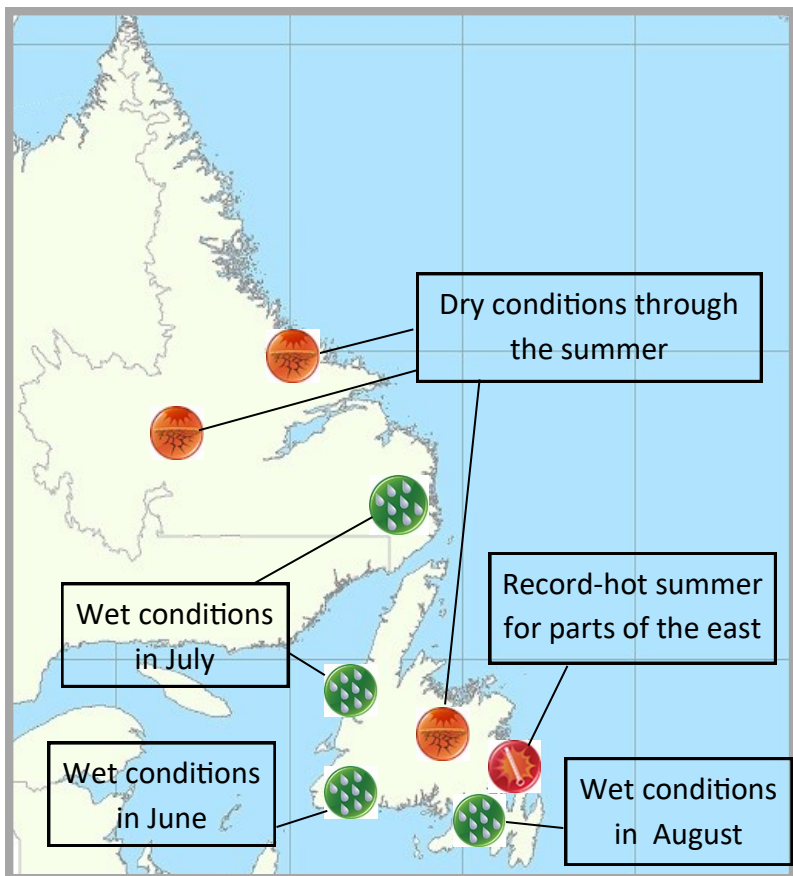 Dry conditions through
the summer
Record-hot summer
for parts of the east
Wet conditions
in July
Wet conditions
in June
Wet conditions
in August